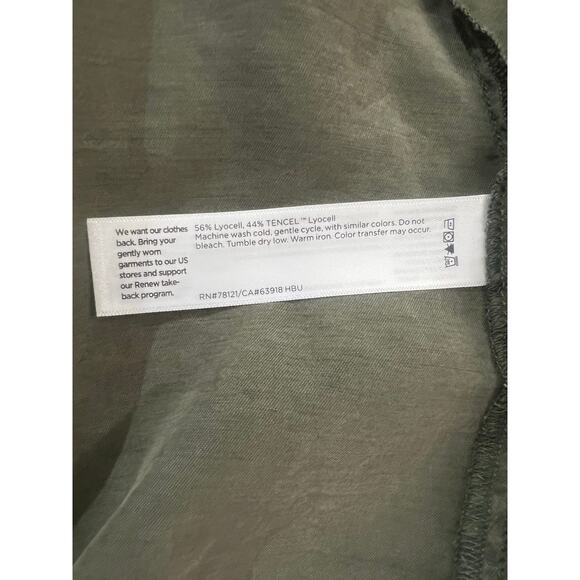 We want our clothes
back. Bring your
gently worn
garments to our US
stores and support
our Renew take-
back program.
56% Lyocell, 44% TENCEL™ Lyocell
Machine wash cold, gentle cycle, with similar colors. Do not
bleach. Tumble dry low. Warm iron. Color transfer may occur.
RN#78121/CA#63918 HBU